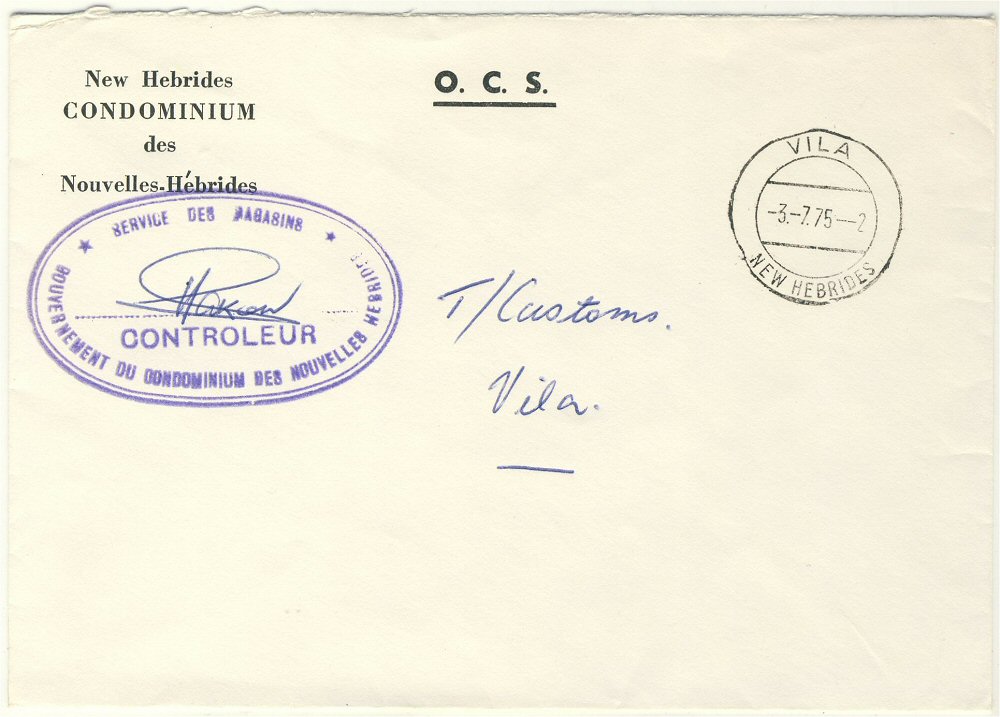 New Hebrides
CONDOMINIUM
des
Nouvelles-Hébrides
O. C. S.
VILA
-3.-7.75-—2
NEW HEBRIDES
★ SERVICE DES MAGASINS ★
CONTROLEUR
GOUVERNEMENT DU CONDOMINIUM DES NOUVELLES HEBRIDES
T/Customs.
Vila.